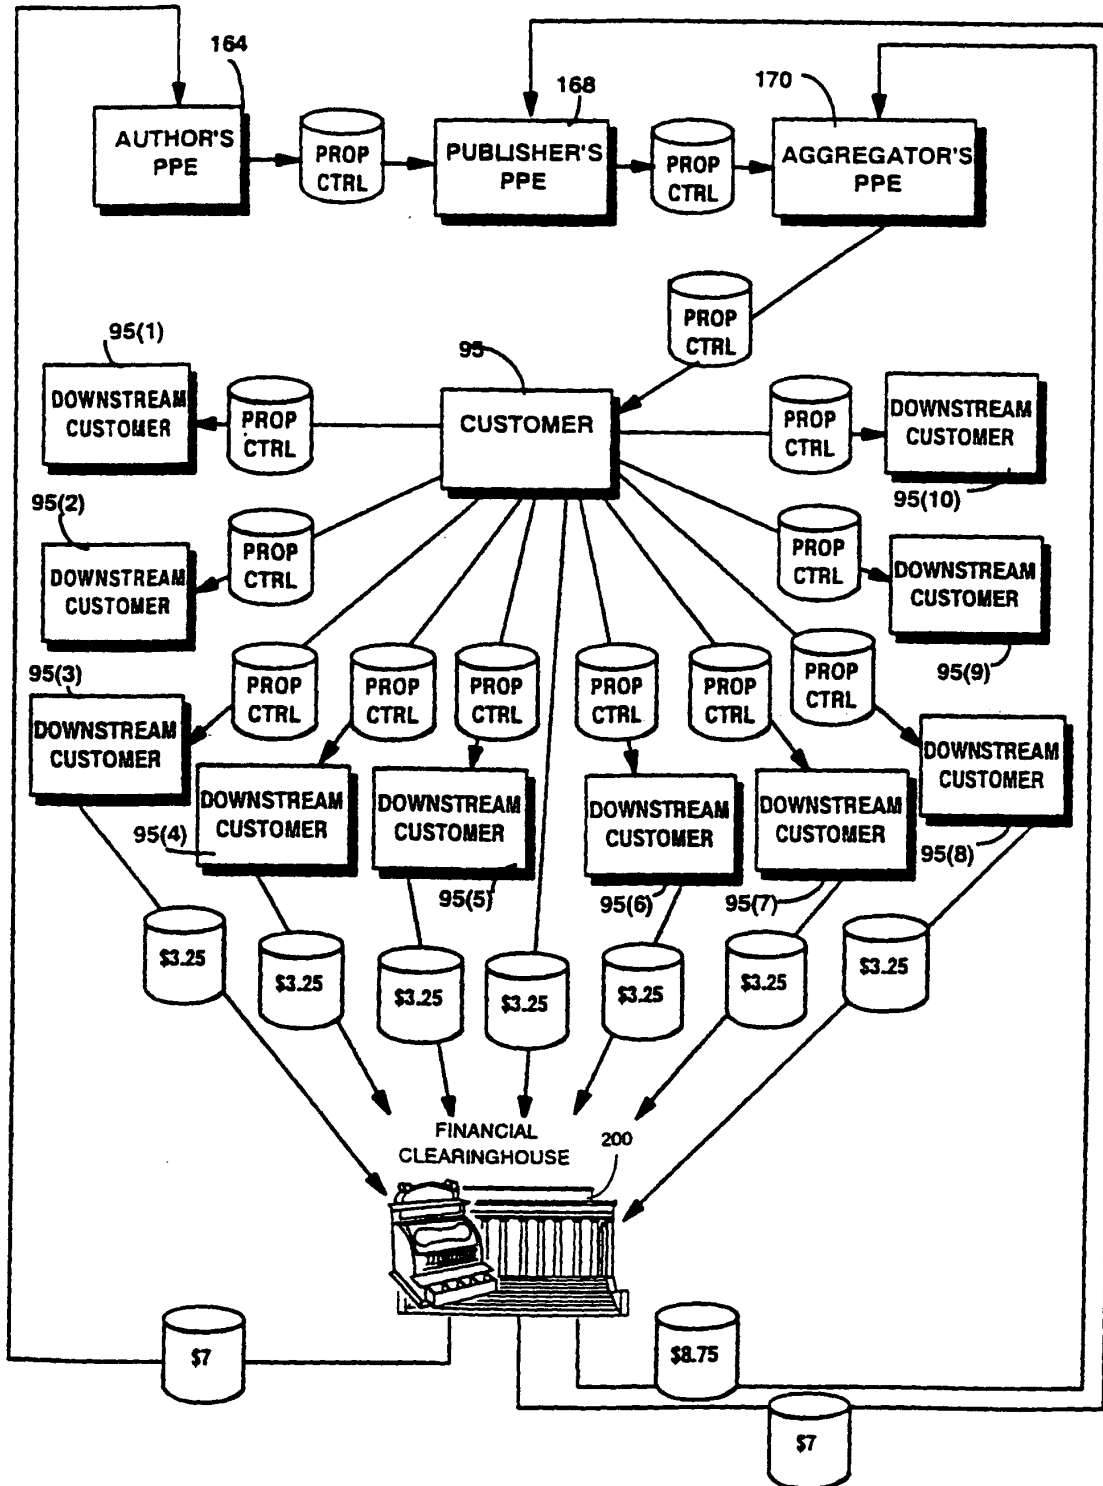 164
AUTHOR'S
PPE
PROP
CTRL
168
PUBLISHER'S
PPE
PROP
CTRL
170
AGGREGATOR'S
PPE
PROP
CTRL
95(1)
DOWNSTREAM
CUSTOMER
PROP
CTRL
95
CUSTOMER
PROP
CTRL
DOWNSTREAM
CUSTOMER
95(10)
95(2)
DOWNSTREAM
CUSTOMER
PROP
CTRL
PROP
CTRL
DOWNSTREAM
CUSTOMER
95(9)
95(3)
DOWNSTREAM
CUSTOMER
PROP
CTRL
PROP
CTRL
PROP
CTRL
PROP
CTRL
PROP
CTRL
PROP
CTRL
DOWNSTREAM
CUSTOMER
95(4)
DOWNSTREAM
CUSTOMER
95(5)
DOWNSTREAM
CUSTOMER
95(6)
DOWNSTREAM
CUSTOMER
95(7)
DOWNSTREAM
CUSTOMER
95(8)
$3.25
$3.25
$3.25
$3.25
$3.25
$3.25
$3.25
FINANCIAL
CLEARINGHOUSE
200
$7
$8.75
$7